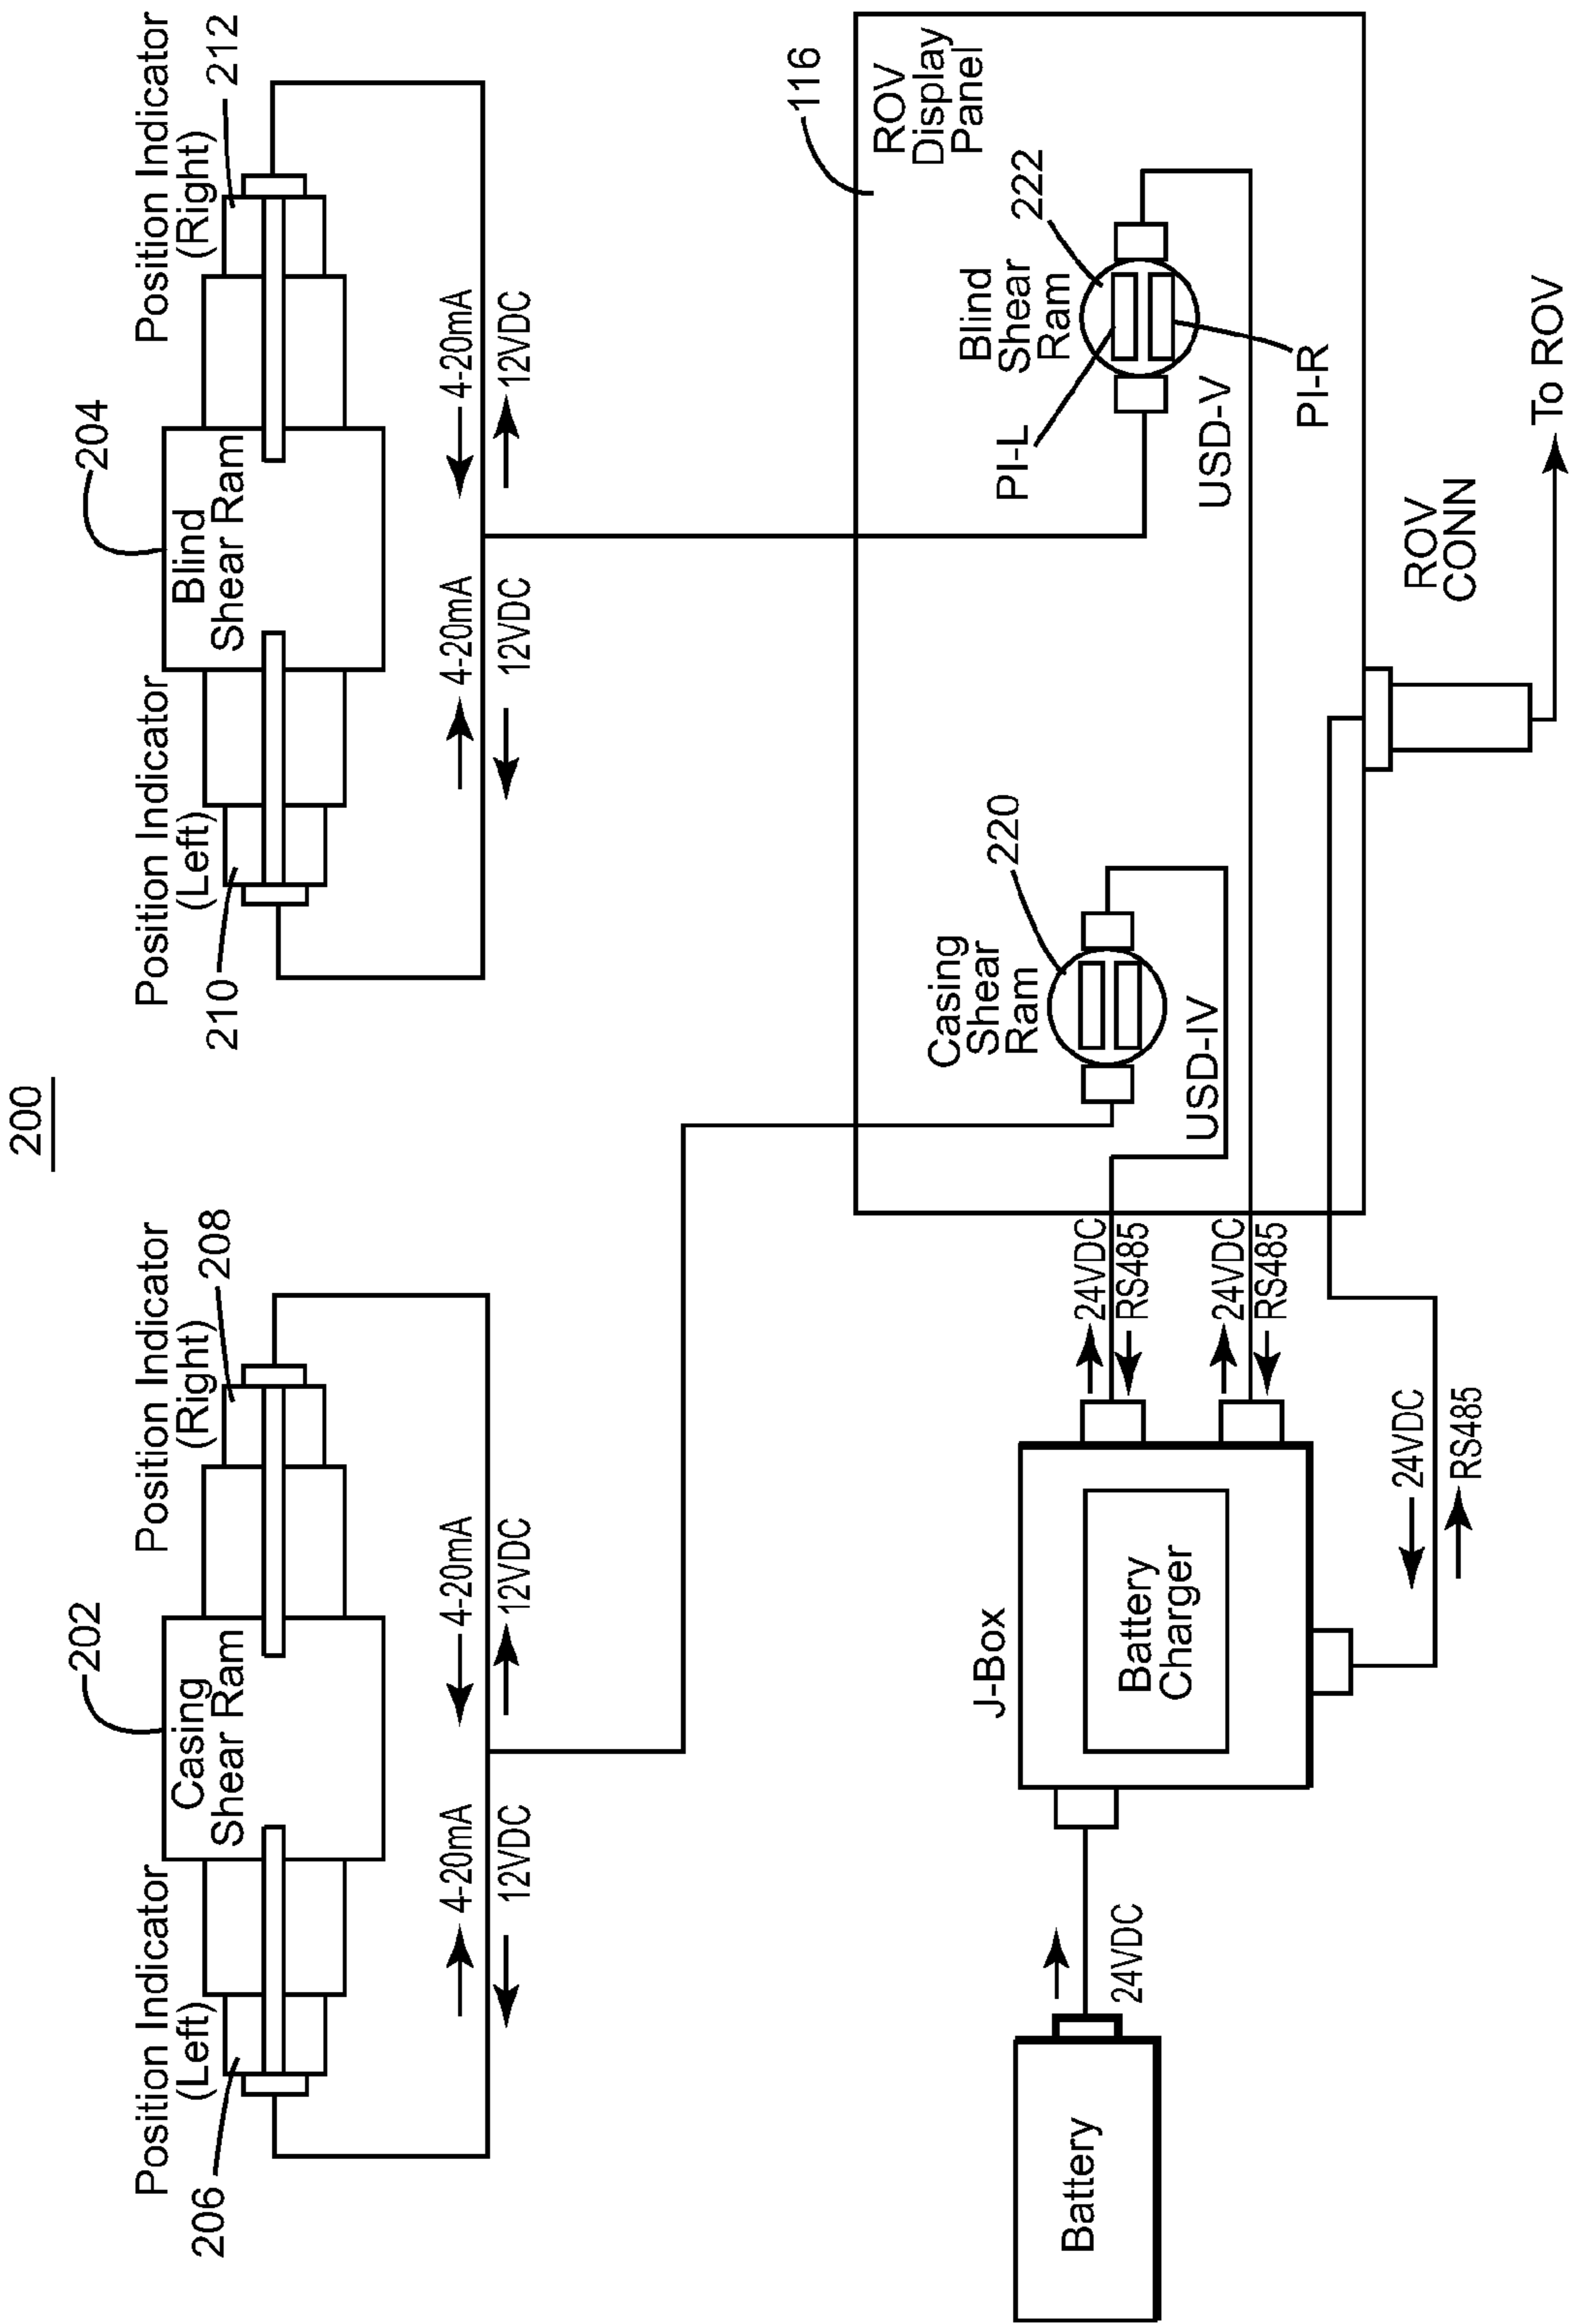 200
202
Casing
Shear Ram
Position Indicator
(Left)
206
Position Indicator
(Right)
208
4-20mA
12VDC
4-20mA
12VDC
204
Blind
Shear Ram
Position Indicator
(Left)
210
Position Indicator
(Right)
212
4-20mA
12VDC
4-20mA
12VDC
116
ROV
Display
Panel
Casing
Shear
Ram
220
USD-IV
Blind
Shear
Ram
222
PI-L
PI-R
USD-V
24VDC
RS485
24VDC
RS485
J-Box
Battery
Charger
Battery
24VDC
24VDC
RS485
ROV
CONN
To ROV